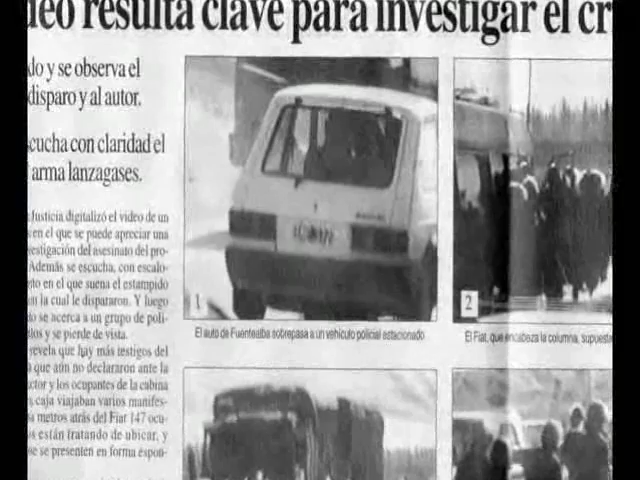 deo resulta clave para investigar el cr
do y se observa el
disparo y al autor.
cucha con claridad el
arma lanzagases.
Justicia digitalizó el video de un
en el que se puede apreciar una
estigación del asesinato del pro-
Además se escucha, con escalo-
nto en el que suena el estampido
n la cual le dispararon. Y luego
o se acerca a un grupo de poli-
los y se pierde de vista.
revela que hay más testigos del
que aún no declararon ante la
ctor y los ocupantes de la cabina
caja viajaban varios manifes-
a metros atrás del Fiat 147 ocu-
s están tratando de ubicar, y
se presenten en forma espon-
1
El auto de Fuentealba sobrepasa a un vehículo policial estacionado
2
El Fiat, que encabeza la columna, supuesta